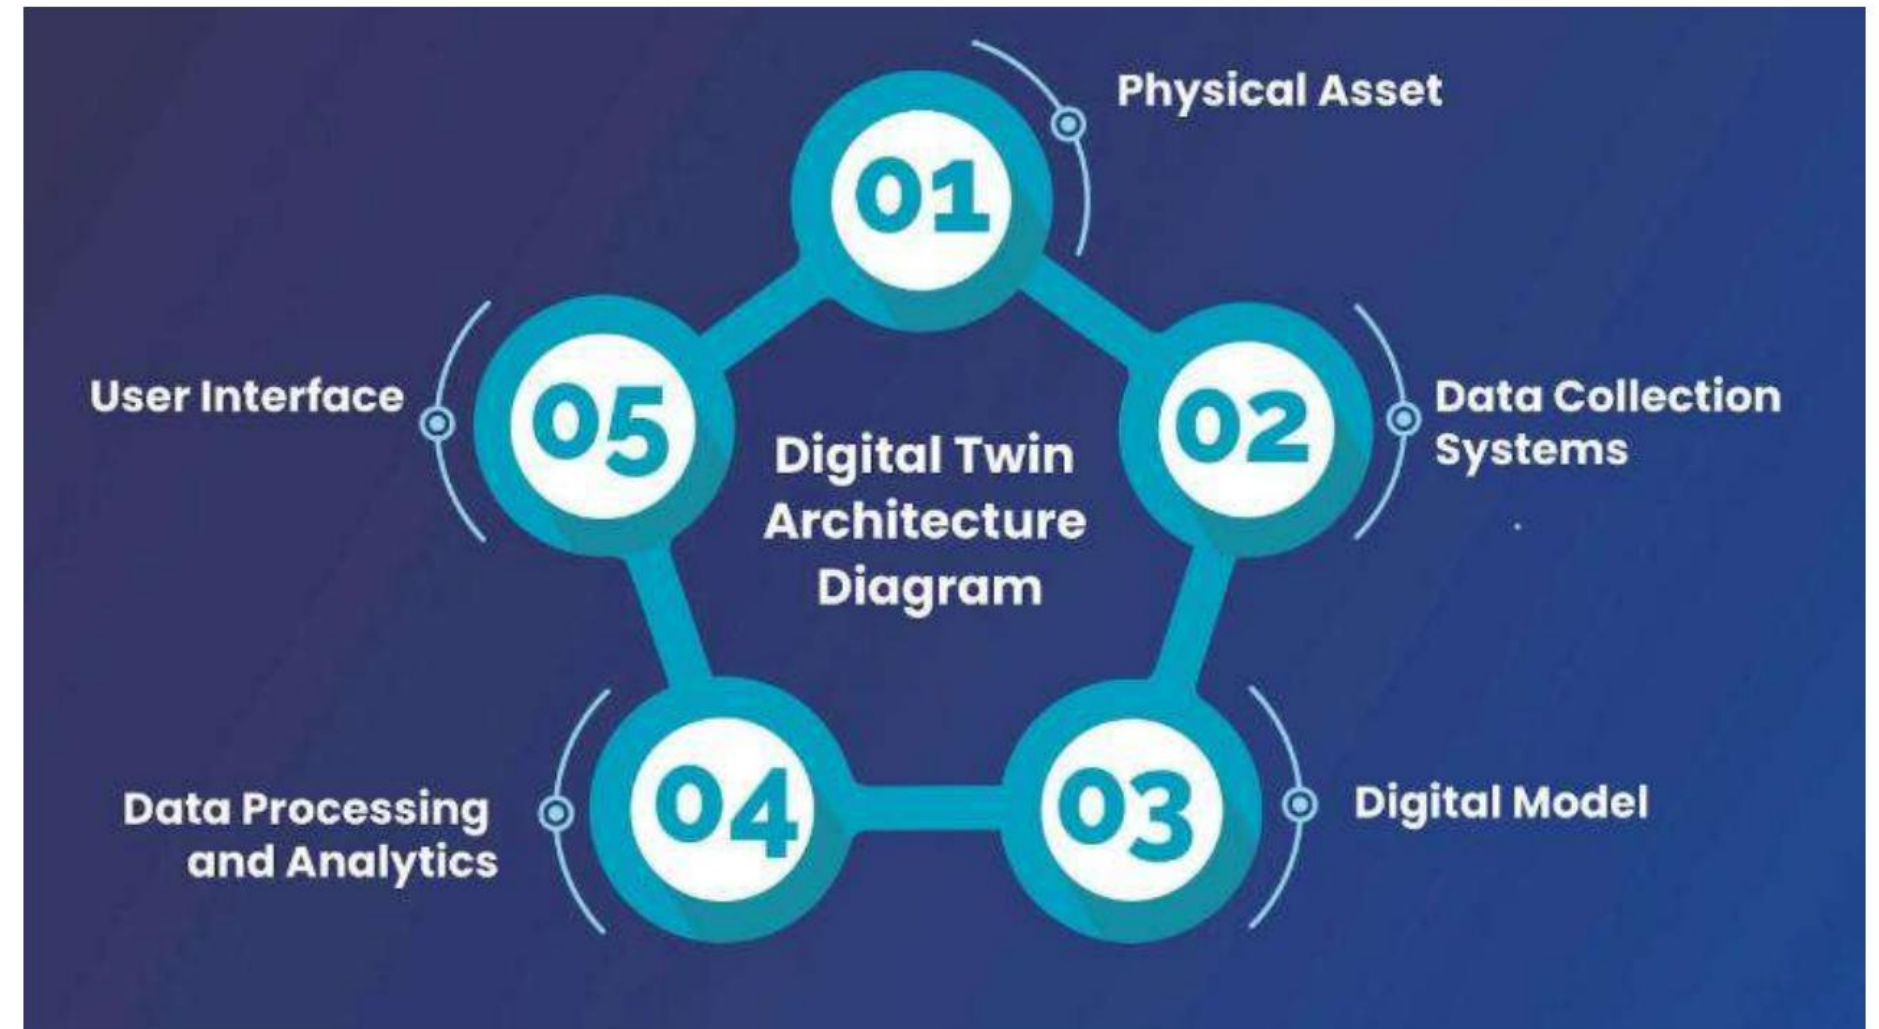 01
Physical Asset
02
Data Collection
Systems
03
Digital Model
04
Data Processing
and Analytics
05
User Interface
Digital Twin
Architecture
Diagram